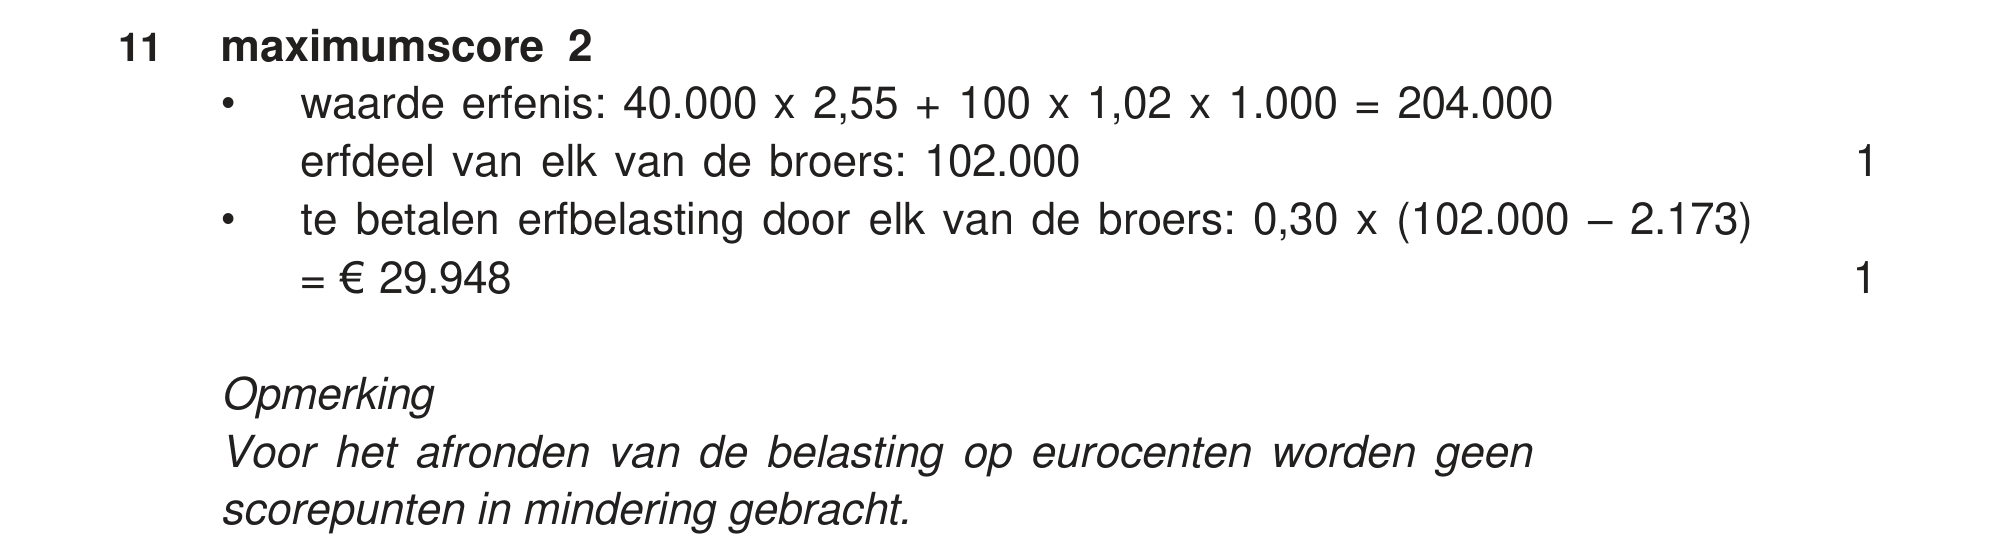 11 maximumscore 2
• waarde erfenis: 40.000 x 2,55 + 100 x 1,02 x 1.000 = 204.000
erfdeel van elk van de broers: 102.000 1
• te betalen erfbelasting door elk van de broers: 0,30 x (102.000 – 2.173)
= € 29.948 1
Opmerking
Voor het afronden van de belasting op eurocenten worden geen
scorepunten in mindering gebracht.